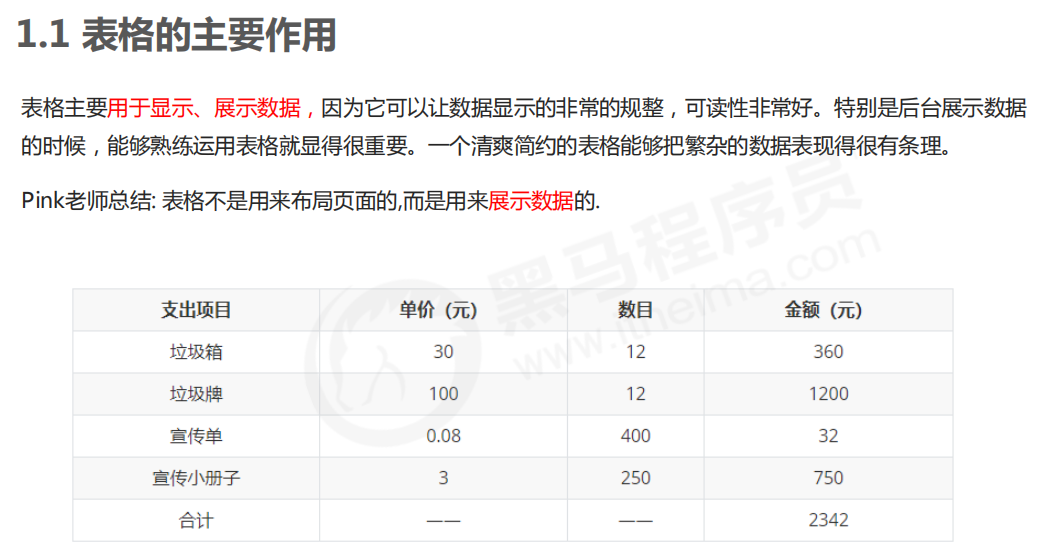 1.1 表格的主要作用
表格主要用于显示、展示数据，因为它可以让数据显示的非常的规整，可读性非常好。特别是后台展示数据
的时候，能够熟练运用表格就显得很重要。一个清爽简约的表格能够把繁杂的数据表现得很有条理。
Pink老师总结: 表格不是用来布局页面的,而是用来展示数据的.
黑马程序员
www.itheima.com
支出项目 单价（元） 数目 金额（元）
垃圾箱 30 12 360
垃圾牌 100 12 1200
宣传单 0.08 400 32
宣传小册子 3 250 750
合计 —— —— 2342